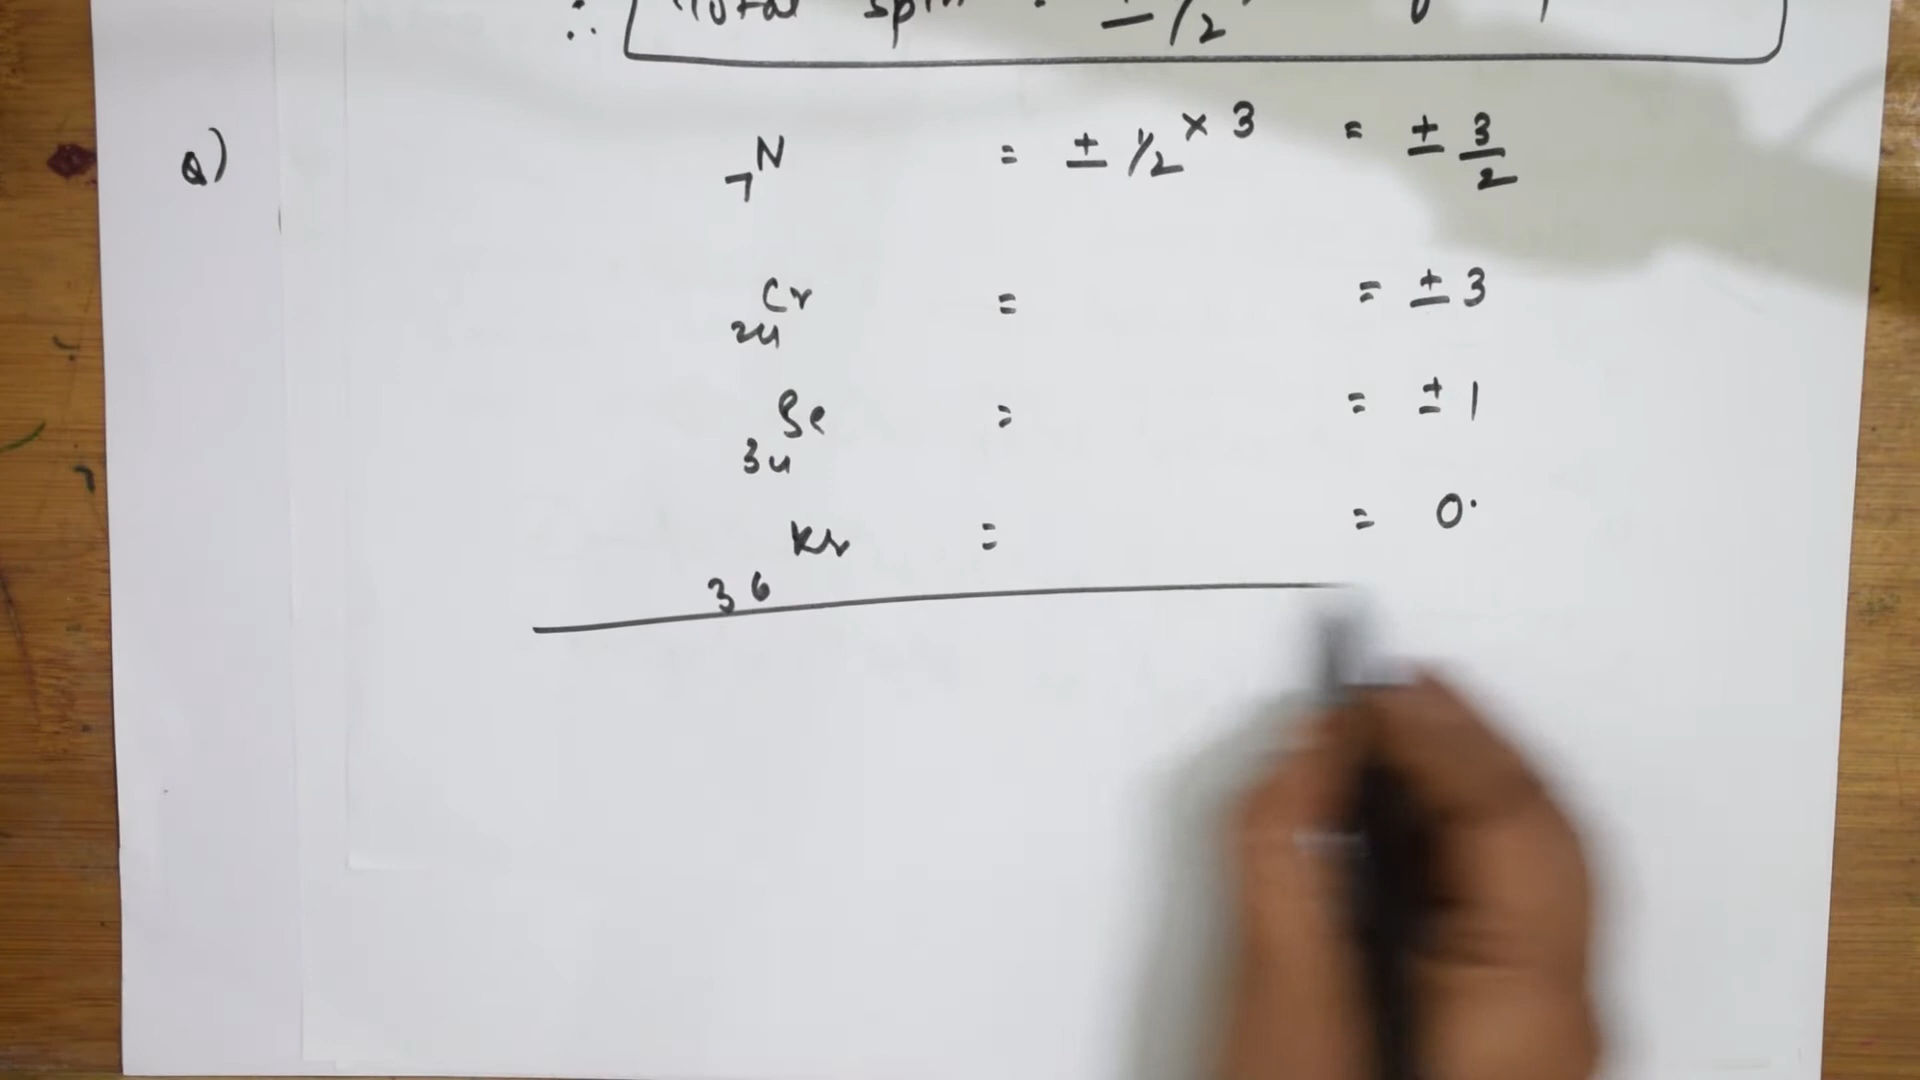 ∴ Total spin ± 1/2
Q) ₇N = ± 1/2 × 3 = ± 3/2
₂₄Cr = = ± 3
₃₄Se = = ± 1
₃₆Kr = = 0.